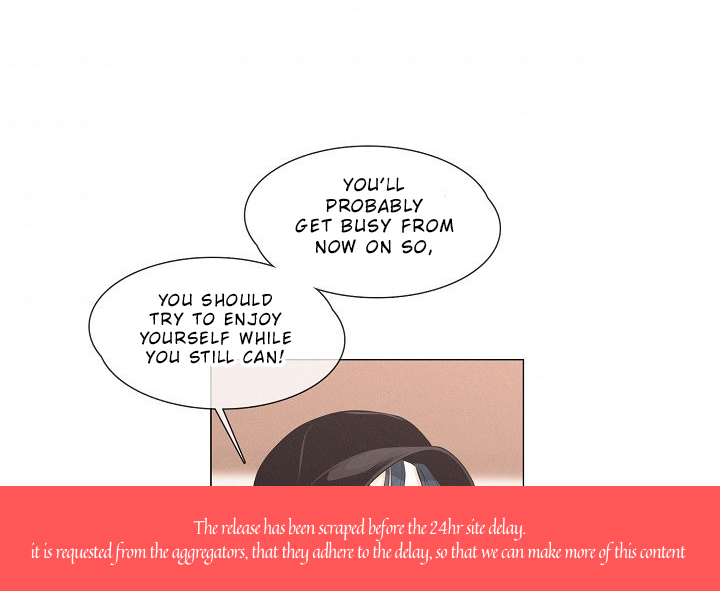 YOU'LL
PROBABLY
GET BUSY FROM
NOW ON SO,
YOU SHOULD
TRY TO ENJOY
YOURSELF WHILE
YOU STILL CAN!
The release has been scraped before the 24hr site delay.
it is requested from the aggregators, that they adhere to the delay, so that we can make more of this content